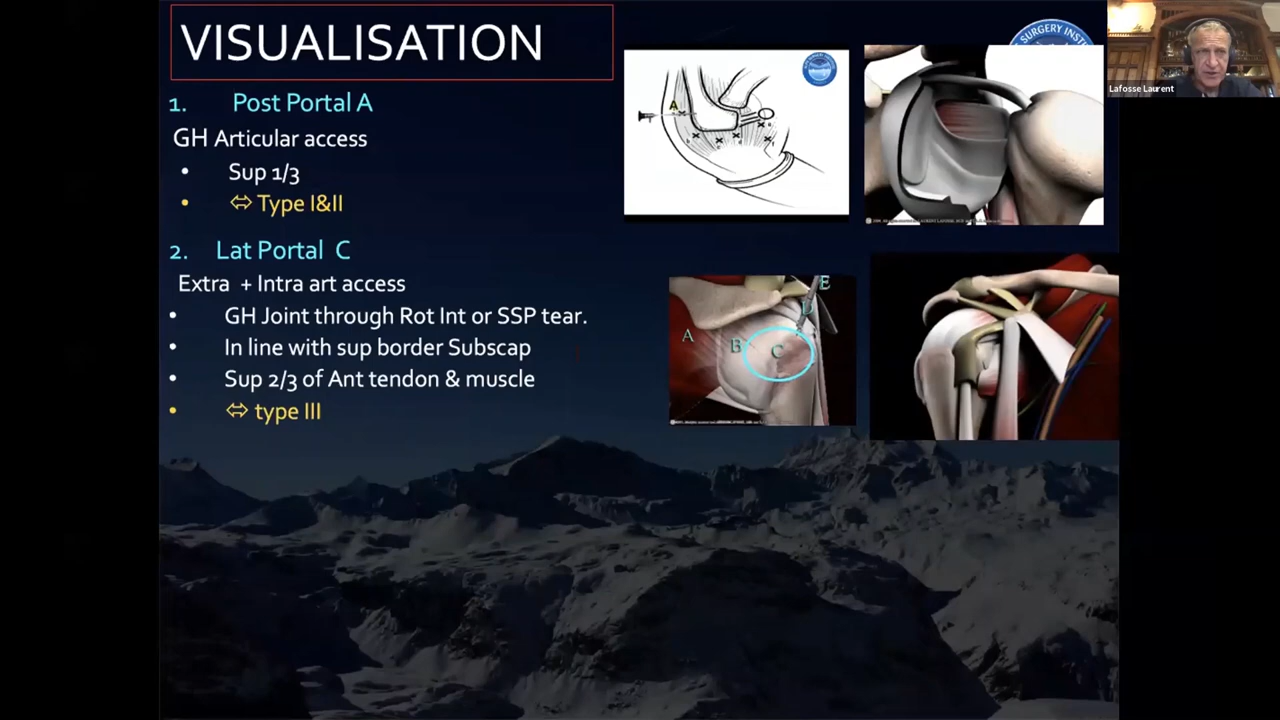 VISUALISATION
1. Post Portal A
GH Articular access
• Sup 1/3
• ⇔ Type I&II
2. Lat Portal C
Extra + Intra art access
• GH Joint through Rot Int or SSP tear.
• In line with sup border Subscap
• Sup 2/3 of Ant tendon & muscle
• ⇔ type III
A
SURGERY
A
B
C
D
E
Lafosse Laurent